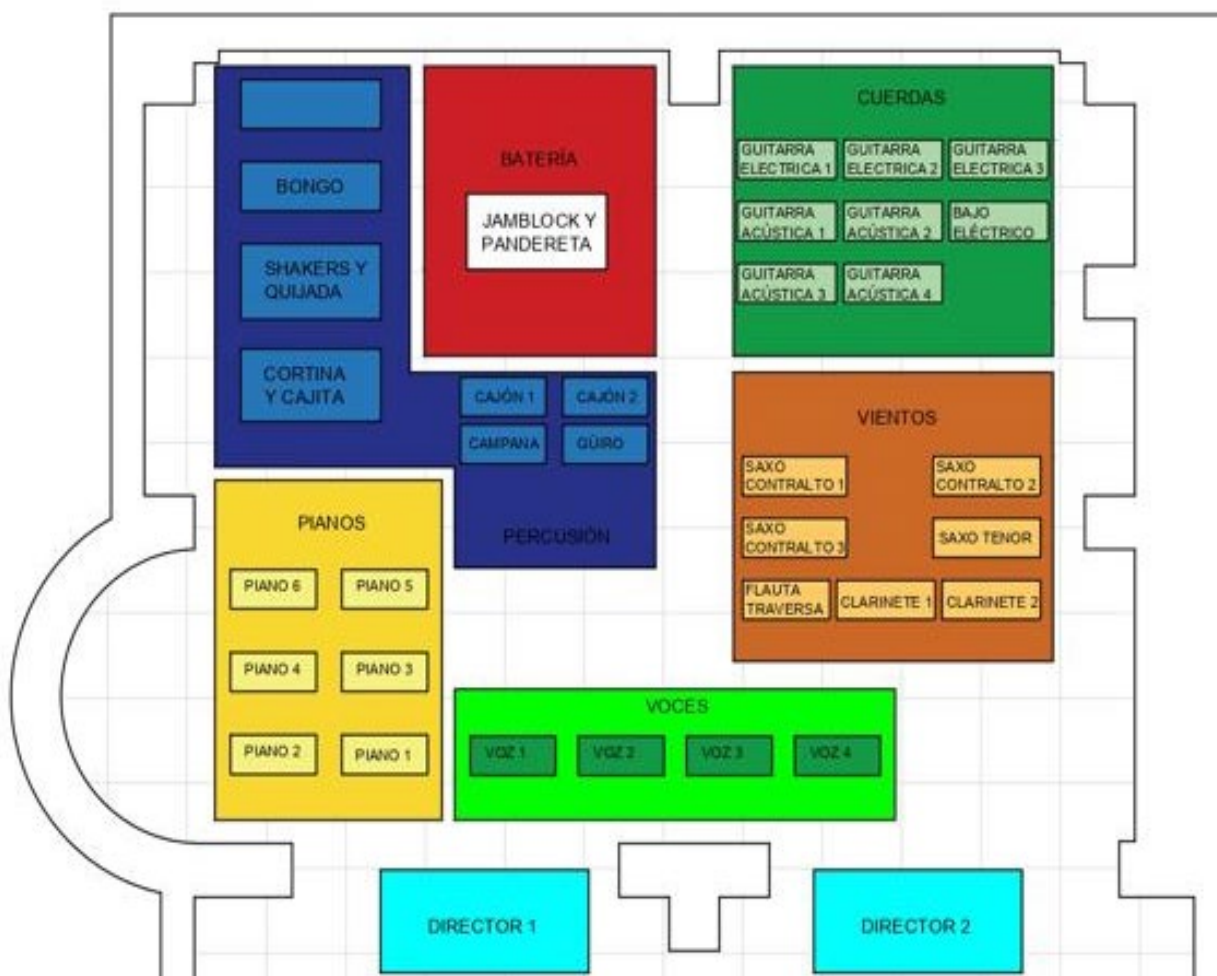 BONGO
SHAKERS Y
QUIJADA
CORTINA
Y CAJITA
BATERÍA
JAMBLOCK Y
PANDERETA
CAJÓN 1
CAJÓN 2
CAMPANA
GÜIRO
PERCUSIÓN
CUERDAS
GUITARRA
ELECTRICA 1
GUITARRA
ELECTRICA 2
GUITARRA
ELECTRICA 3
GUITARRA
ACÚSTICA 1
GUITARRA
ACÚSTICA 2
BAJO
ELÉCTRICO
GUITARRA
ACÚSTICA 3
GUITARRA
ACÚSTICA 4
VIENTOS
SAXO
CONTRALTO 1
SAXO
CONTRALTO 2
SAXO
CONTRALTO 3
SAXO TENOR
FLAUTA
TRAVERSA
CLARINETE 1
CLARINETE 2
PIANOS
PIANO 6
PIANO 5
PIANO 4
PIANO 3
PIANO 2
PIANO 1
VOCES
VOZ 1
VOZ 2
VOZ 3
VOZ 4
DIRECTOR 1
DIRECTOR 2